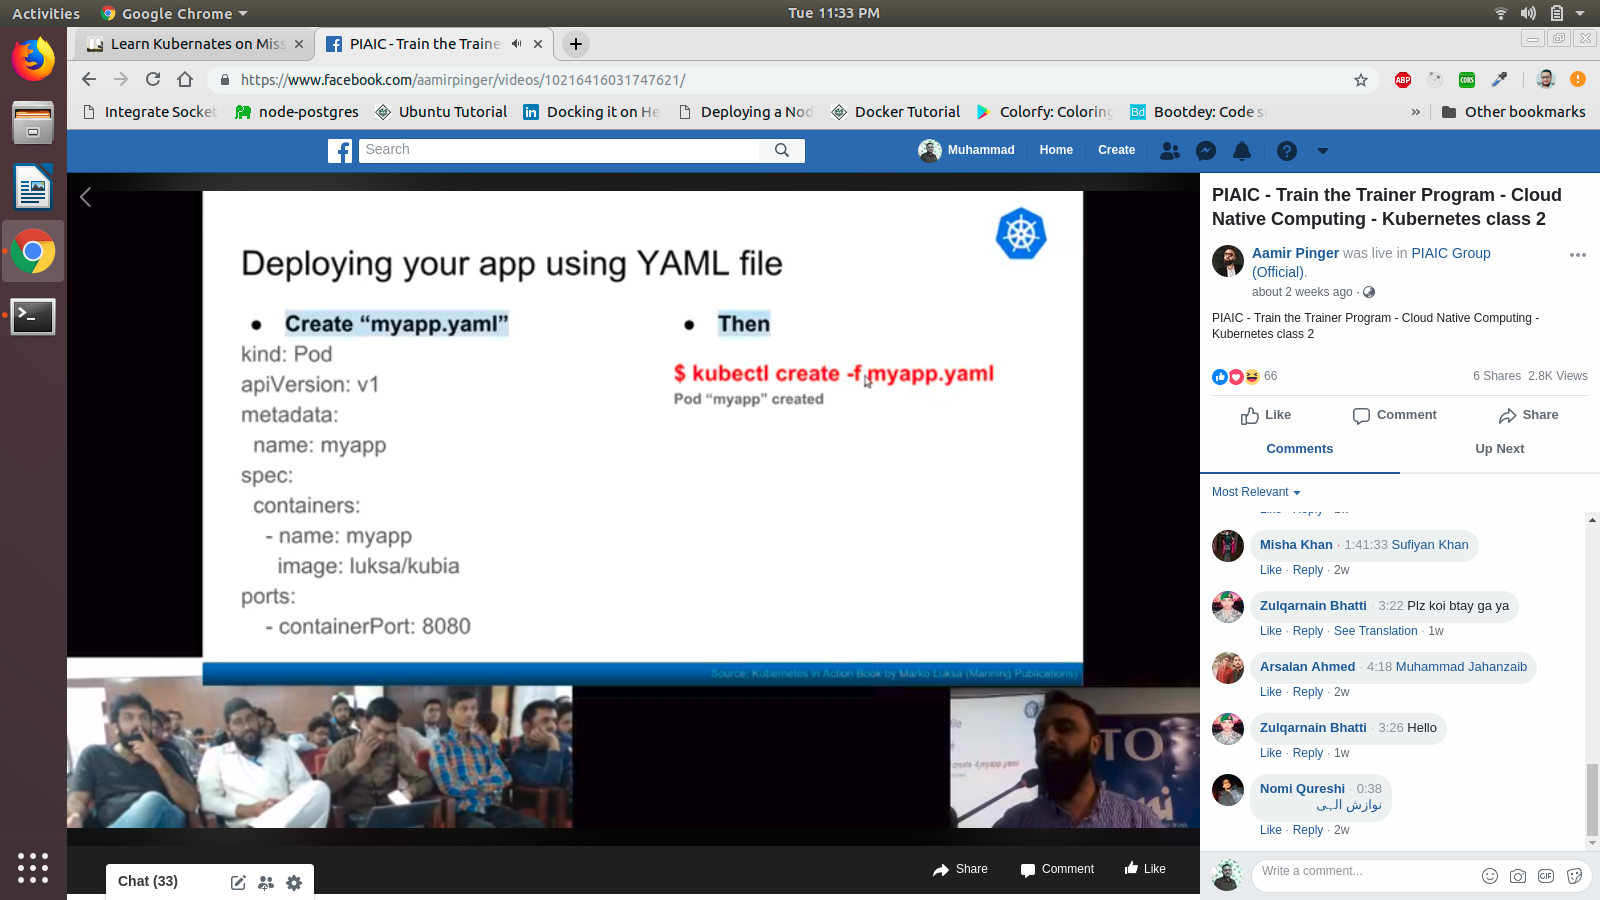 Activities
Google Chrome
Tue 11:33 PM
Learn Kubernates on Miss
PIAIC - Train the Traine
https://www.facebook.com/aamirpinger/videos/10216416031747621/
ABP
CORS
Integrate Socket
node-postgres
Ubuntu Tutorial
Docking it on He
Deploying a Nod
Docker Tutorial
Colorfy: Coloring
Bootdey: Code s
Other bookmarks
Search
Muhammad
Home
Create
Deploying your app using YAML file
● Create “myapp.yaml”
kind: Pod
apiVersion: v1
metadata:
name: myapp
spec:
containers:
- name: myapp
image: luksa/kubia
ports:
- containerPort: 8080
● Then
$ kubectl create -f myapp.yaml
Pod “myapp” created
Source: Kubernetes in Action Book by Marko Luksa (Manning Publications)
Share
Comment
Like
Chat (33)
PIAIC - Train the Trainer Program - Cloud
Native Computing - Kubernetes class 2
Aamir Pinger was live in PIAIC Group
(Official).
about 2 weeks ago ·
PIAIC - Train the Trainer Program - Cloud Native Computing -
Kubernetes class 2
66
6 Shares 2.8K Views
Like
Comment
Share
Comments
Up Next
Most Relevant
Misha Khan · 1:41:33 Sufiyan Khan
Like · Reply · 2w
Zulqarnain Bhatti · 3:22 Plz koi btay ga ya
Like · Reply · See Translation · 1w
Arsalan Ahmed · 4:18 Muhammad Jahanzaib
Like · Reply · 2w
Zulqarnain Bhatti · 3:26 Hello
Like · Reply · 1w
Nomi Qureshi · 0:38
نوازش الہی
Like · Reply · 2w
Write a comment...
GIF